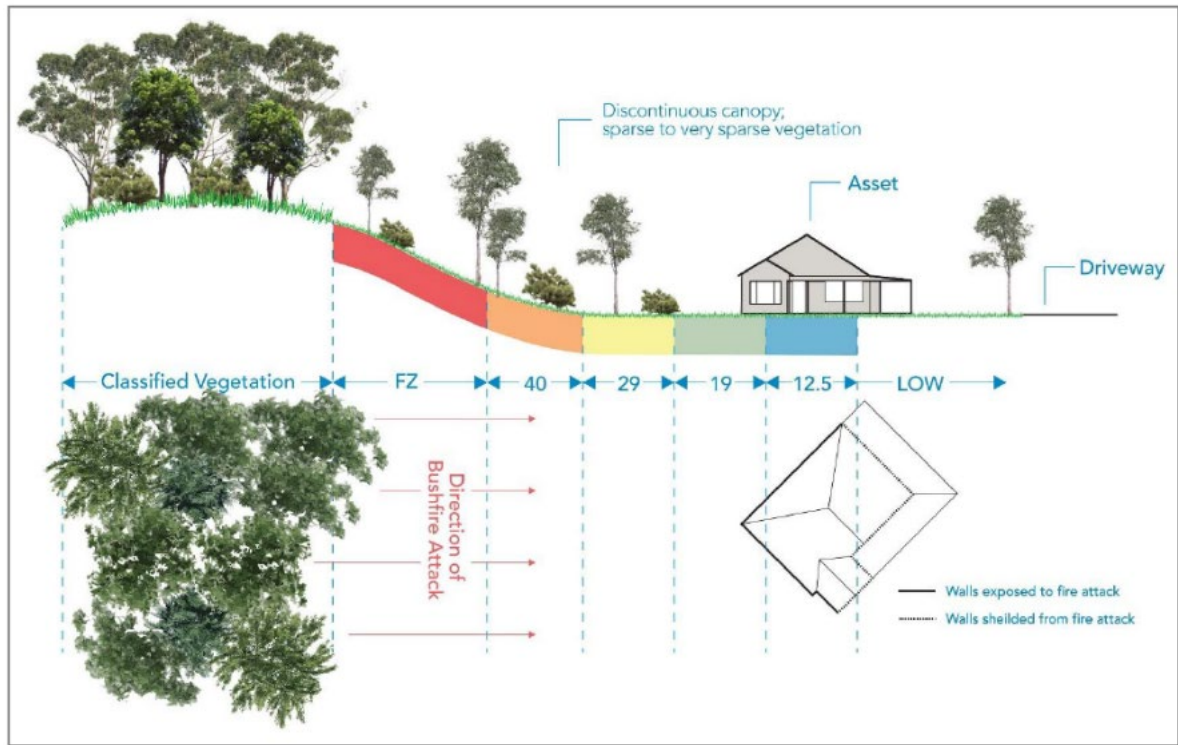 Discontinuous canopy;
sparse to very sparse vegetation
Asset
Driveway
Classified Vegetation
FZ
40
29
19
12.5
LOW
Direction of
Bushfire Attack
Walls exposed to fire attack
Walls sheilded from fire attack